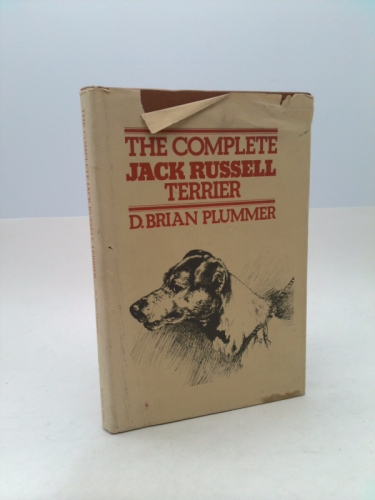 THE COMPLETE
JACK RUSSELL
TERRIER
D. BRIAN PLUMMER